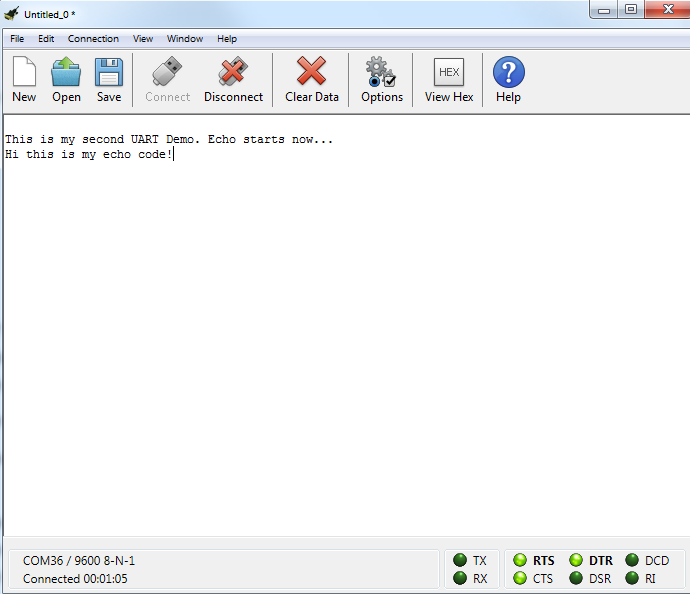 Untitled_0 *
File Edit Connection View Window Help
HEX
New Open Save Connect Disconnect Clear Data Options View Hex Help
This is my second UART Demo. Echo starts now...
Hi this is my echo code!
COM36 / 9600 8-N-1
Connected 00:01:05
TX RTS DTR DCD
RX CTS DSR RI